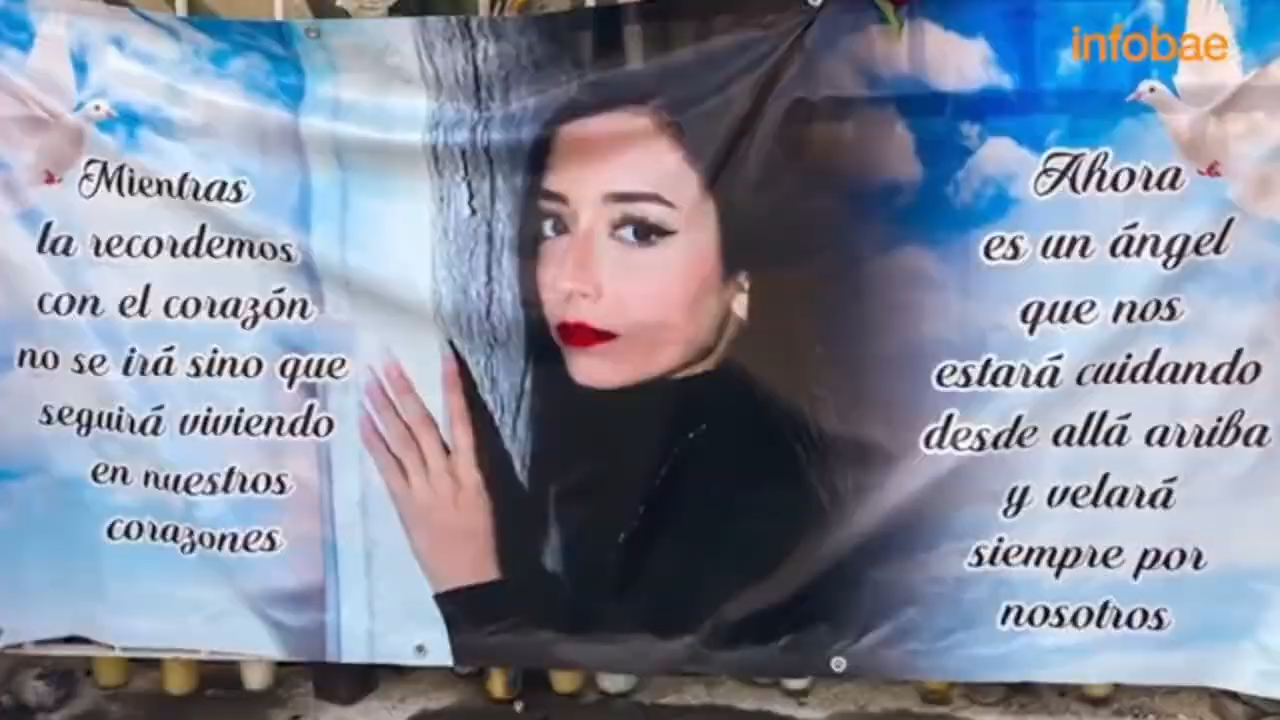 infobae
Mientras
la recordemos
con el corazón
no se irá sino que
seguirá viviendo
en nuestros
corazones
Ahora
es un ángel
que nos
estará cuidando
desde allá arriba
y velará
siempre por
nosotros